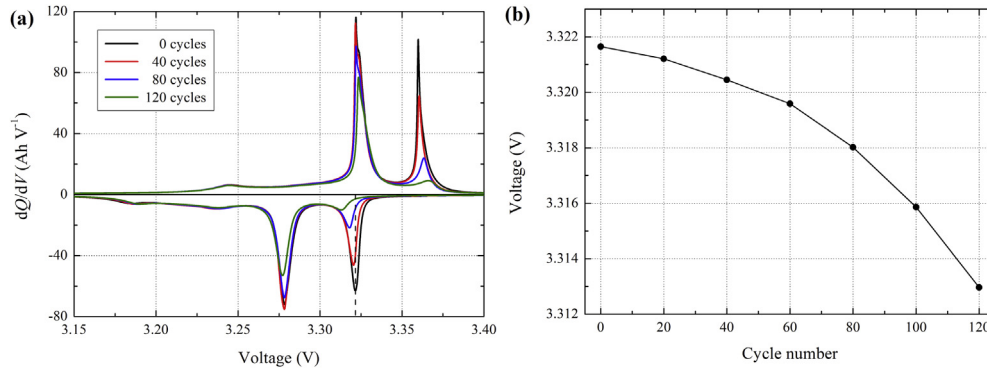 (a)
120
80
40
0
-40
-80
dQ/dV (Ah V⁻¹)
0 cycles
40 cycles
80 cycles
120 cycles
3.15 3.20 3.25 3.30 3.35 3.40
Voltage (V)
(b)
3.322
3.320
3.318
3.316
3.314
3.312
Voltage (V)
0 20 40 60 80 100 120
Cycle number